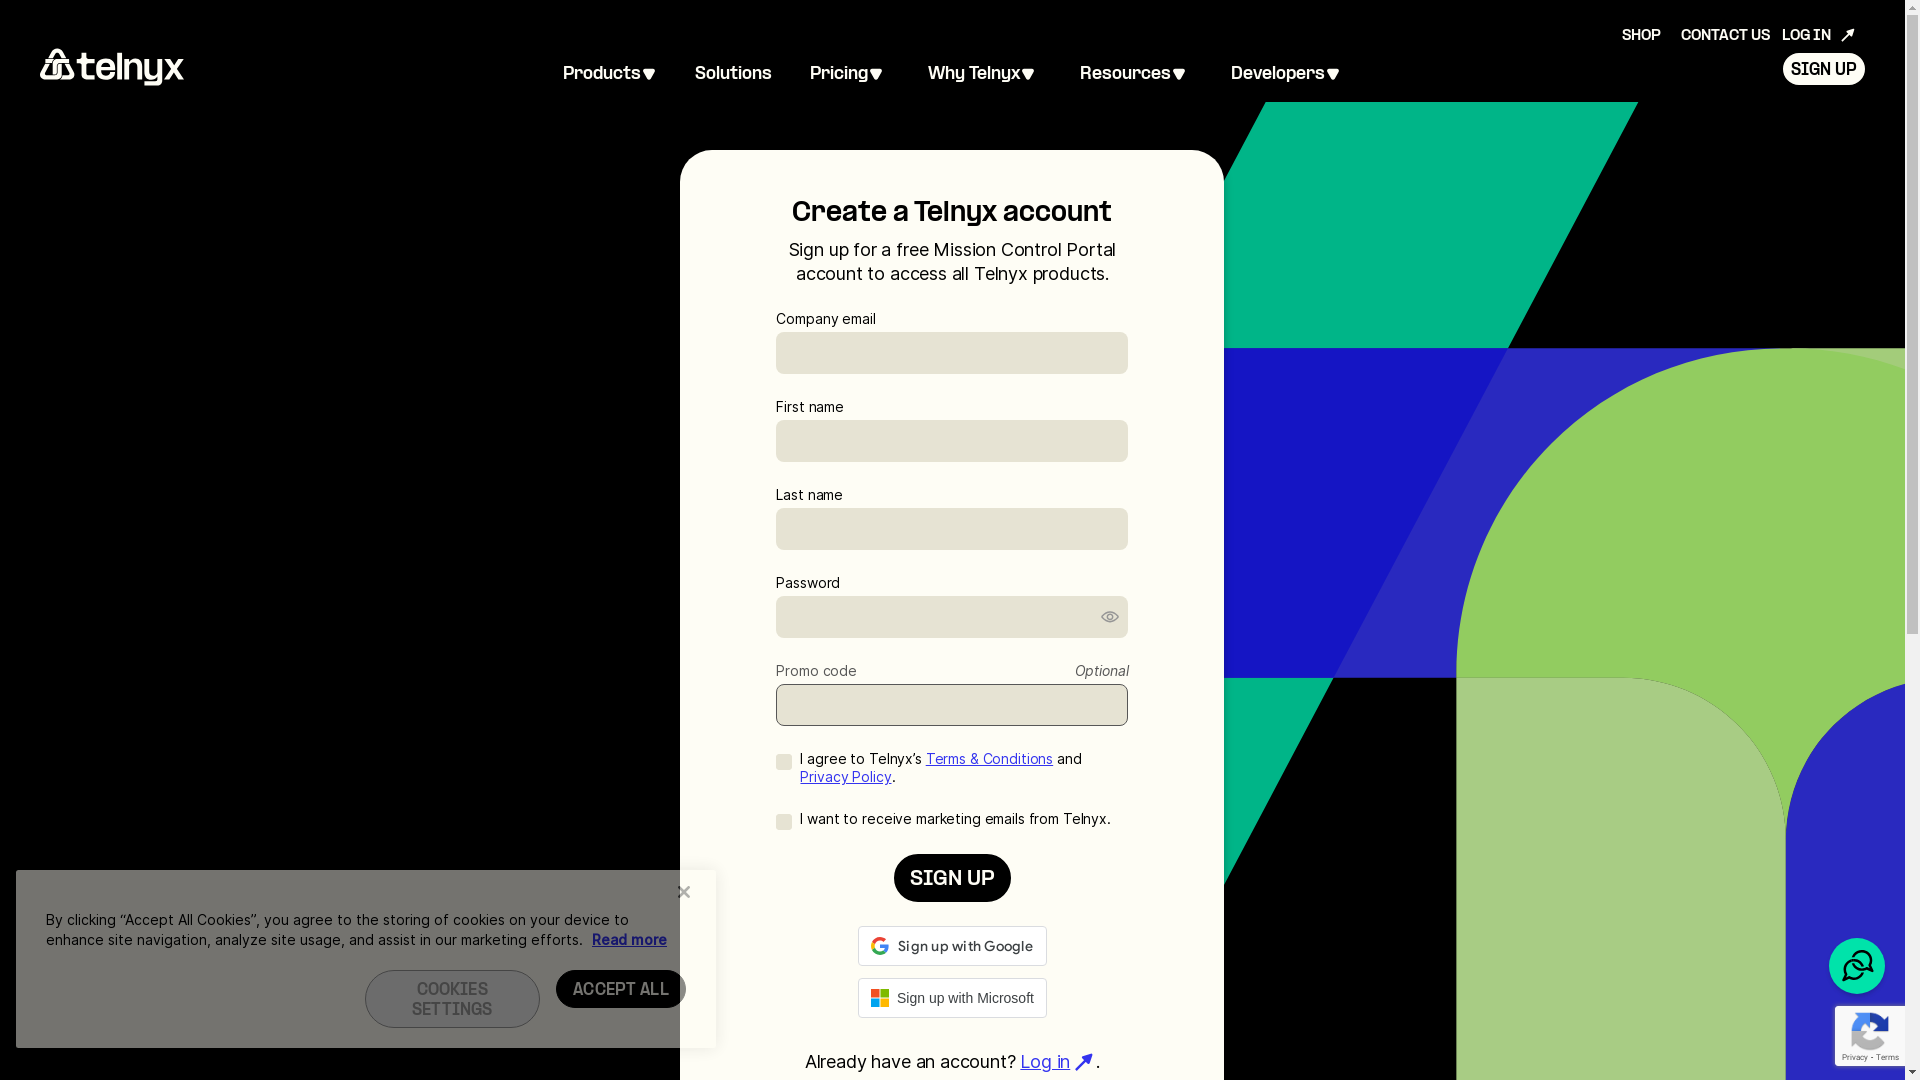 SHOP CONTACT US LOG IN
telnyx Products Solutions Pricing Why Telnyx Resources Developers SIGN UP
Create a Telnyx account
Sign up for a free Mission Control Portal
account to access all Telnyx products.
Company email
First name
Last name
Password
Promo code Optional
I agree to Telnyx’s Terms & Conditions and
Privacy Policy.
I want to receive marketing emails from Telnyx.
SIGN UP
Sign up with Google
Sign up with Microsoft
Already have an account? Log in .
By clicking “Accept All Cookies”, you agree to the storing of cookies on your device to
enhance site navigation, analyze site usage, and assist in our marketing efforts. Read more
COOKIES
SETTINGS
ACCEPT ALL
Privacy - Terms